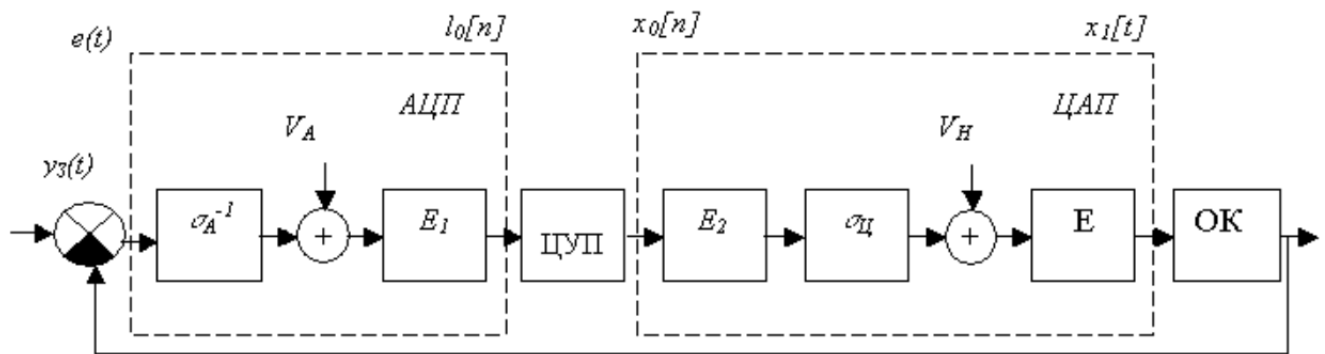 e(t)
l₀[n]
x₀[n]
x₁[t]
АЦП
ЦАП
V_A
V_H
y₃(t)
σ_A⁻¹
+
E₁
ЦУП
E₂
σ_Ц
+
E
ОК